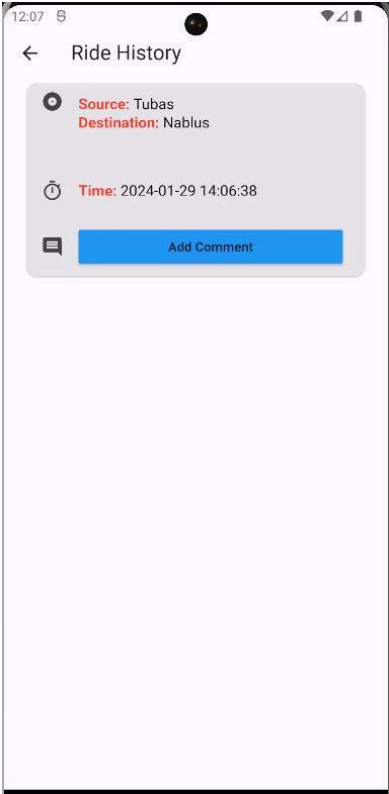 12:07
Ride History
Source: Tubas
Destination: Nablus
Time: 2024-01-29 14:06:38
Add Comment